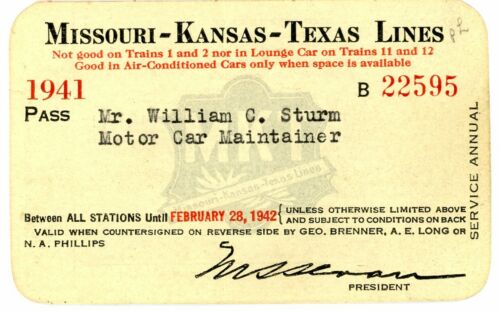 MISSOURI-KANSAS-TEXAS LINES
Not good on Trains 1 and 2 nor in Lounge Car on Trains 11 and 12
Good in Air-Conditioned Cars only when space is available
1941 B 22595
PASS Mr. William C. Sturm
Motor Car Maintainer
MKT
Missouri-Kansas-Texas Lines
SERVICE ANNUAL
Between ALL STATIONS Until FEBRUARY 28, 1942 { UNLESS OTHERWISE LIMITED ABOVE
AND SUBJECT TO CONDITIONS ON BACK
VALID WHEN COUNTERSIGNED ON REVERSE SIDE BY GEO. BRENNER, A. E. LONG OR
N. A. PHILLIPS
PRESIDENT